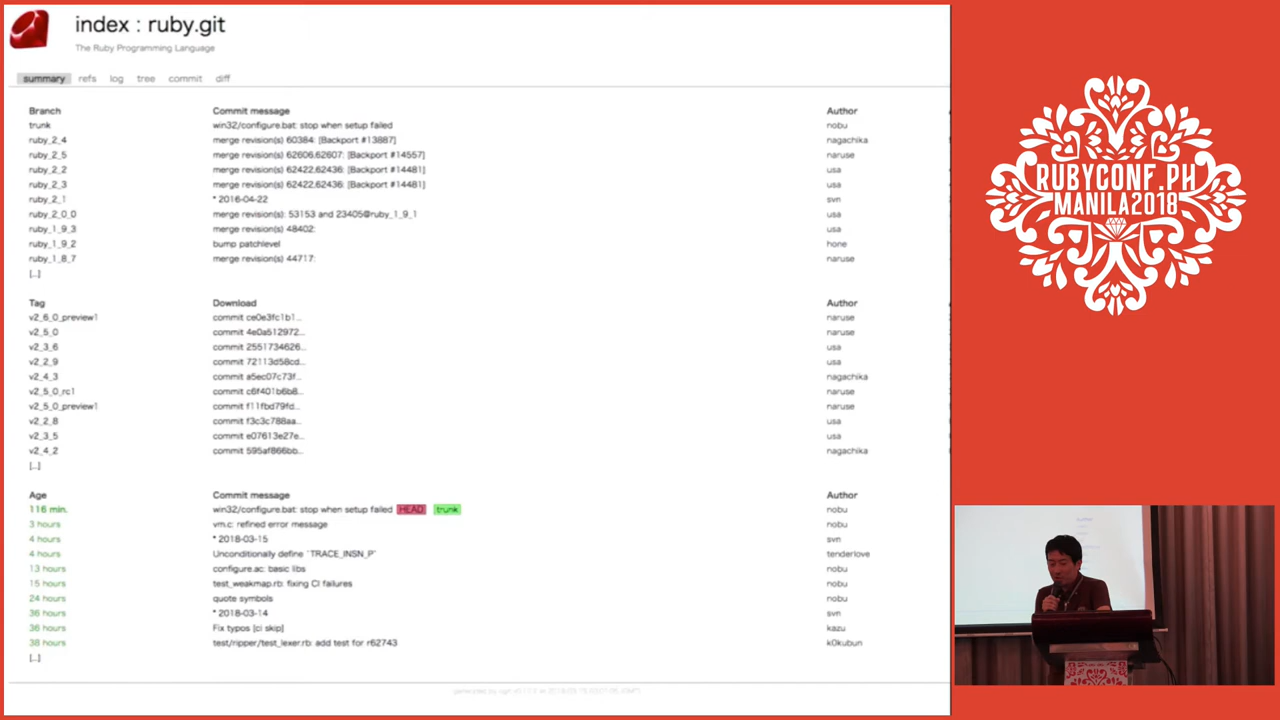 index : ruby.git
The Ruby Programming Language
summary refs log tree commit diff
Branch Commit message Author
trunk win32/configure.bat: stop when setup failed nobu
ruby_2_4 merge revision(s) 60384: [Backport #13887] nagachika
ruby_2_5 merge revision(s) 62606,62607: [Backport #14557] naruse
ruby_2_2 merge revision(s) 62422,62436: [Backport #14481] usa
ruby_2_3 merge revision(s) 62422,62436: [Backport #14481] usa
ruby_2_1 * 2016-04-22 svn
ruby_2_0_0 merge revision(s): 53153 and 23405@ruby_1_9_1 usa
ruby_1_9_3 merge revision(s) 48402: usa
ruby_1_9_2 bump patchlevel hone
ruby_1_8_7 merge revision(s) 44717: naruse
[...]
Tag Download Author
v2_6_0_preview1 commit ce0e3fc1b1... naruse
v2_5_0 commit 4e0a512972... naruse
v2_3_6 commit 2551734626... usa
v2_2_9 commit 72113d58cd... usa
v2_4_3 commit a5ec07c73f... nagachika
v2_5_0_rc1 commit c6f401b6b8... naruse
v2_5_0_preview1 commit f11fbd79fd... naruse
v2_2_8 commit f3c3c788aa... usa
v2_3_5 commit e07613e27e... usa
v2_4_2 commit 595af866bb... nagachika
[...]
Age Commit message Author
116 min. win32/configure.bat: stop when setup failed HEAD trunk nobu
3 hours vm.c: refined error message nobu
4 hours * 2018-03-15 svn
4 hours Unconditionally define `TRACE_INSN_P` tenderlove
13 hours configure.ac: basic libs nobu
15 hours test_weakmap.rb: fixing CI failures nobu
24 hours quote symbols nobu
36 hours * 2018-03-14 svn
36 hours Fix typos [ci skip] kazu
38 hours test/ripper/test_lexer.rb: add test for r62743 k0kubun
[...]
RUBYCONF.PH
MANILA2018